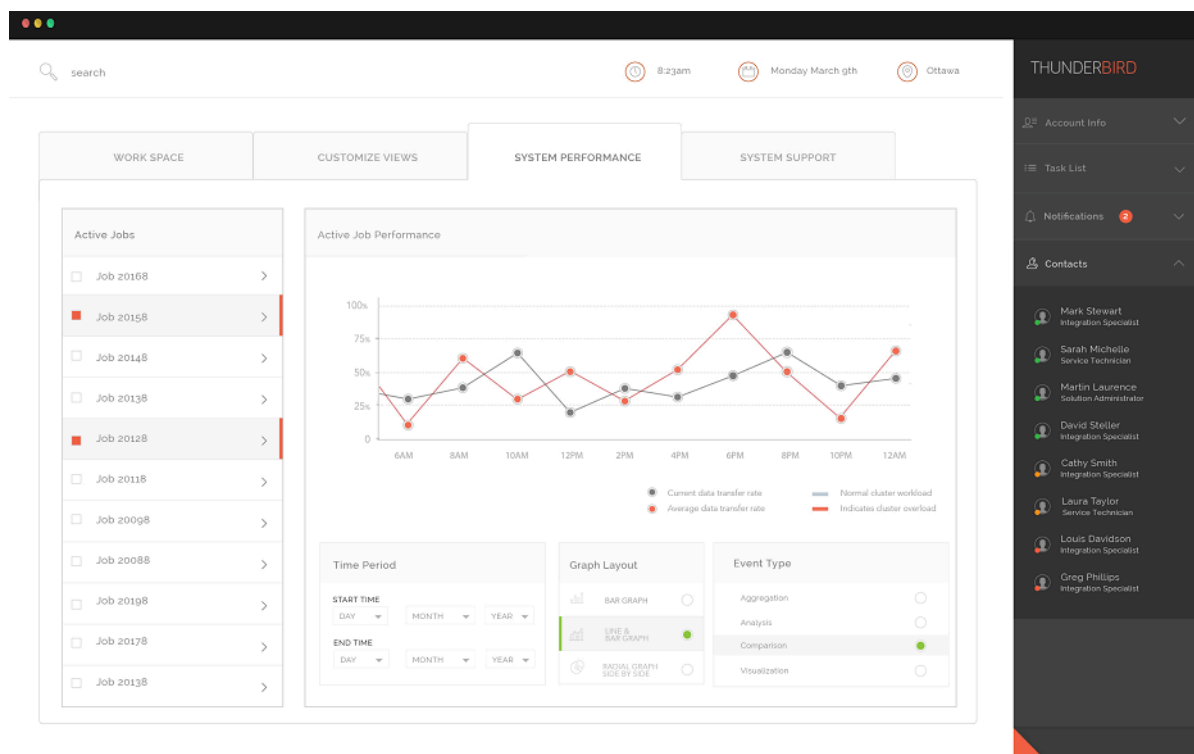 search
8:23am
Monday March 9th
Ottawa
THUNDERBIRD
WORK SPACE
CUSTOMIZE VIEWS
SYSTEM PERFORMANCE
SYSTEM SUPPORT
Active Jobs
Job 20168
Job 20158
Job 20148
Job 20138
Job 20128
Job 20118
Job 20098
Job 20088
Job 20198
Job 20178
Job 20138
Active Job Performance
100%
75%
50%
25%
0
6AM 8AM 10AM 12PM 2PM 4PM 6PM 8PM 10PM 12AM
Current data transfer rate
Normal cluster workload
Average data transfer rate
Indicates cluster overload
Time Period
START TIME
DAY MONTH YEAR
END TIME
DAY MONTH YEAR
Graph Layout
BAR GRAPH
LINE &
BAR GRAPH
RADIAL GRAPH
SIDE BY SIDE
Event Type
Aggregation
Analysis
Comparison
Visualization
Account Info
Task List
Notifications 2
Contacts
Mark Stewart
Integration Specialist
Sarah Michelle
Service Technician
Martin Laurence
Solution Administrator
David Steller
Integration Specialist
Cathy Smith
Integration Specialist
Laura Taylor
Service Technician
Louis Davidson
Integration Specialist
Greg Phillips
Integration Specialist